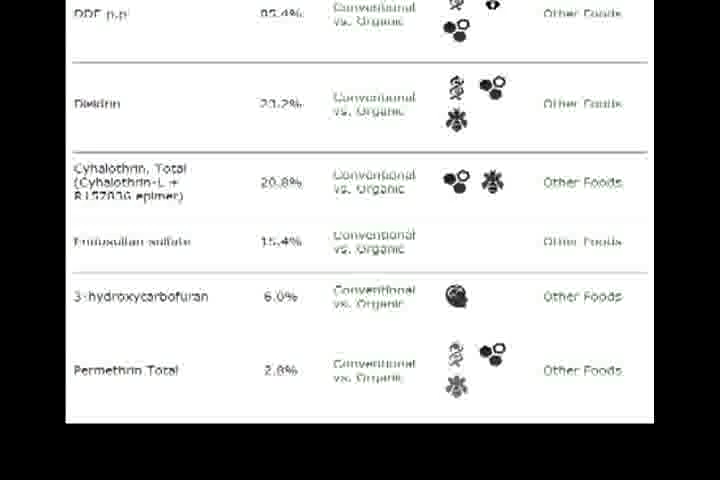 DDE p,p' 85.4% Conventional Other Foods
vs. Organic
Dieldrin 23.2% Conventional Other Foods
vs. Organic
Cyhalothrin, Total
(Cyhalothrin-L + 20.8% Conventional Other Foods
R157836 epimer) vs. Organic
Endosulfan sulfate 15.4% Conventional Other Foods
vs. Organic
3-hydroxycarbofuran 6.0% Conventional Other Foods
vs. Organic
Permethrin Total 2.8% Conventional Other Foods
vs. Organic